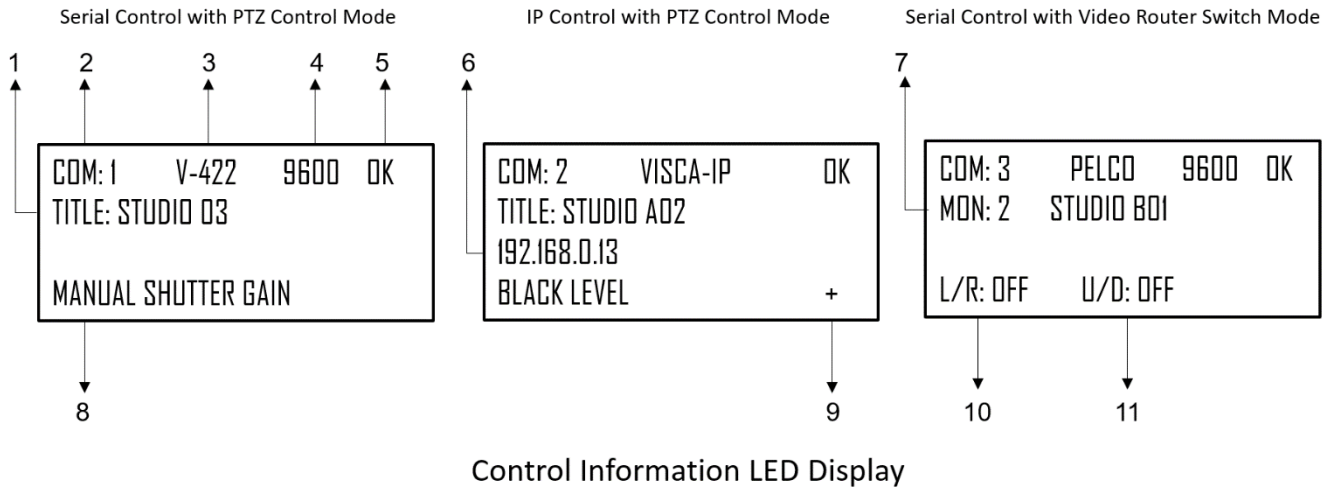 Serial Control with PTZ Control Mode
IP Control with PTZ Control Mode
Serial Control with Video Router Switch Mode
1 2 3 4 5
6
7
COM: 1 V-422 9600 OK
TITLE: STUDIO 03
MANUAL SHUTTER GAIN
COM: 2 VISCA-IP OK
TITLE: STUDIO A02
192.168.0.13
BLACK LEVEL +
COM: 3 PELCO 9600 OK
MON: 2 STUDIO B01
L/R: OFF U/D: OFF
8
9
10
11
Control Information LED Display